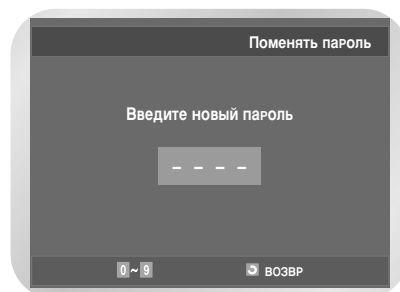 Поменять пароль
Введите новый пароль
– – – –
0 ~ 9 ВОЗВР